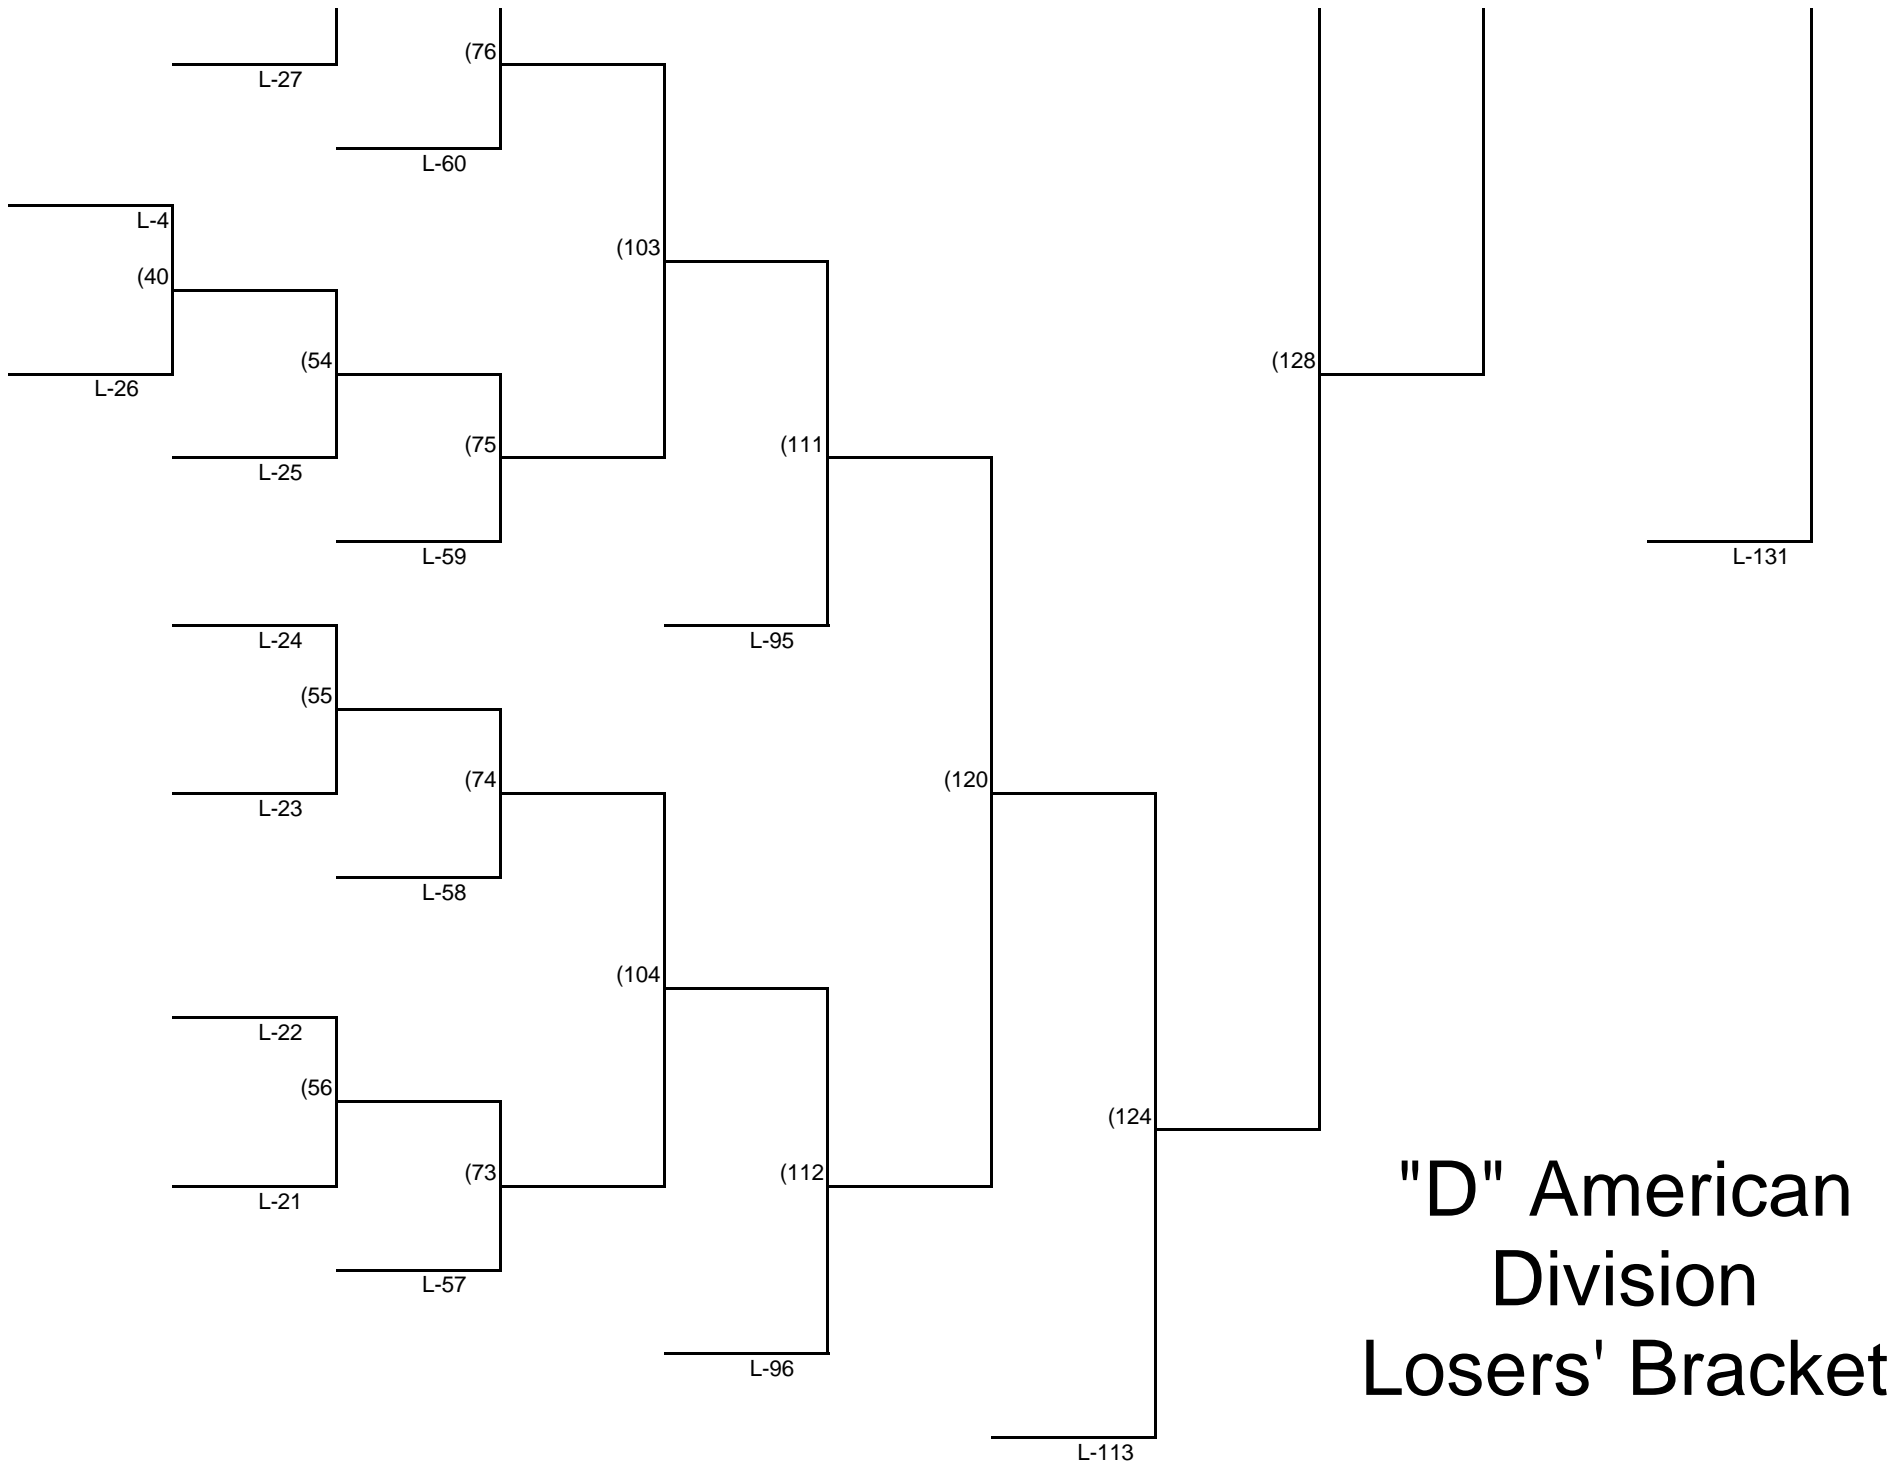 (76
L-27
L-60
L-4
(103
(40
(54
(128
L-26
(75
(111
L-25
L-59
L-131
L-24
L-95
(55
(74
(120
L-23
L-58
(104
L-22
(56
(124
(73
(112
L-21
L-57
L-96
L-113
"D" American
Division
Losers' Bracket